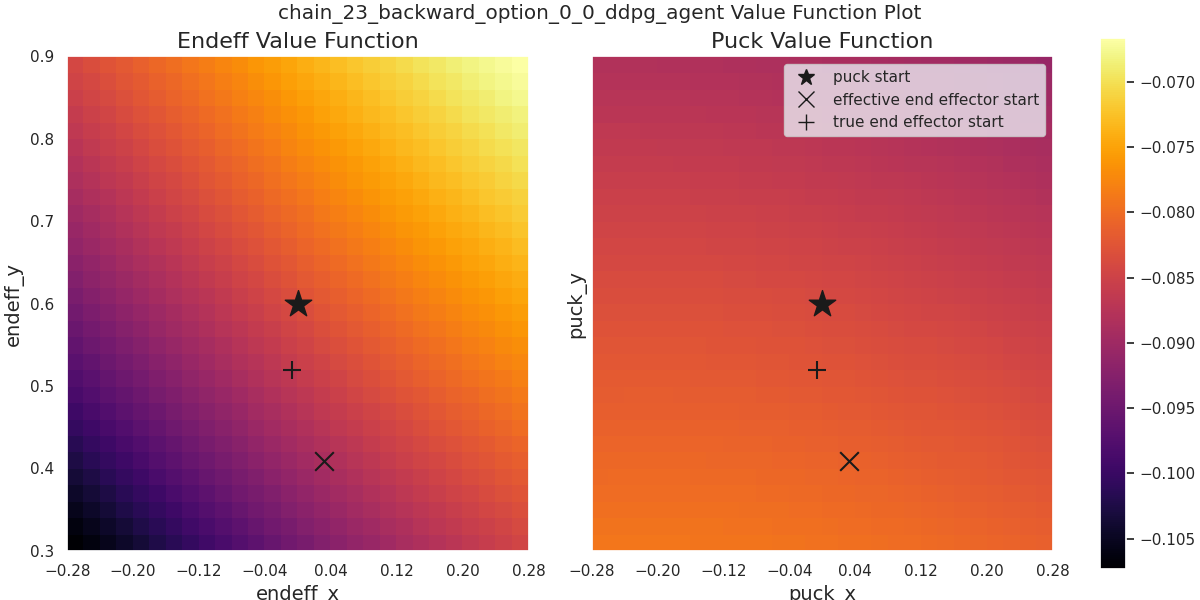 chain_23_backward_option_0_0_ddpg_agent Value Function Plot
Endeff Value Function
0.9
0.8
0.7
0.6
0.5
0.4
0.3
endeff_y
−0.28 −0.20 −0.12 −0.04 0.04 0.12 0.20 0.28
endeff_x
Puck Value Function
puck start
effective end effector start
true end effector start
puck_y
−0.28 −0.20 −0.12 −0.04 0.04 0.12 0.20 0.28
puck_x
−0.070
−0.075
−0.080
−0.085
−0.090
−0.095
−0.100
−0.105